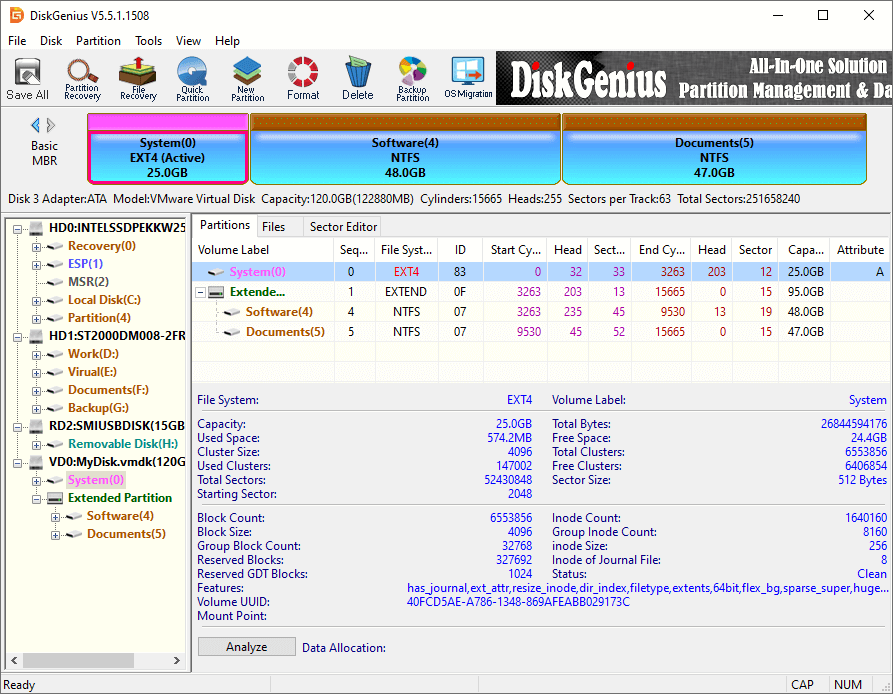 DiskGenius V5.5.1.1508
File Disk Partition Tools View Help
Save All Partition Recovery File Recovery Quick Partition New Partition Format Delete Backup Partition OS Migration
DiskGenius All-In-One Solution
Partition Management & Da
Basic
MBR
System(0)
EXT4 (Active)
25.0GB
Software(4)
NTFS
48.0GB
Documents(5)
NTFS
47.0GB
Disk 3 Adapter:ATA Model:VMware Virtual Disk Capacity:120.0GB(122880MB) Cylinders:15665 Heads:255 Sectors per Track:63 Total Sectors:251658240
HD0:INTELSSDPEKKW25
Recovery(0)
ESP(1)
MSR(2)
Local Disk(C:)
Partition(4)
HD1:ST2000DM008-2FR
Work(D:)
Virual(E:)
Documents(F:)
Backup(G:)
RD2:SMIUSBDISK(15GB
Removable Disk(H:)
VD0:MyDisk.vmdk(120G
System(0)
Extended Partition
Software(4)
Documents(5)
Partitions Files Sector Editor
Volume Label Seq... File Syst... ID Start Cy... Head Sect... End Cy... Head Sector Capa... Attribute
System(0) 0 EXT4 83 0 32 33 3263 203 12 25.0GB A
Extende... 1 EXTEND 0F 3263 203 13 15665 0 15 95.0GB
Software(4) 4 NTFS 07 3263 235 45 9530 13 19 48.0GB
Documents(5) 5 NTFS 07 9530 45 52 15665 0 15 47.0GB
File System: EXT4 Volume Label: System
Capacity: 25.0GB Total Bytes: 26844594176
Used Space: 574.2MB Free Space: 24.4GB
Cluster Size: 4096 Total Clusters: 6553856
Used Clusters: 147002 Free Clusters: 6406854
Total Sectors: 52430848 Sector Size: 512 Bytes
Starting Sector: 2048
Block Count: 6553856 Inode Count: 1640160
Block Size: 4096 Group Inode Count: 8160
Group Block Count: 32768 inode Size: 256
Reserved Blocks: 327692 Inode of Journal File: 8
Reserved GDT Blocks: 1024 Status: Clean
Features: has_journal,ext_attr,resize_inode,dir_index,filetype,extents,64bit,flex_bg,sparse_super,huge...
Volume UUID: 40FCD5AE-A786-1348-869AFEABB029173C
Mount Point:
Analyze Data Allocation:
Ready CAP NUM